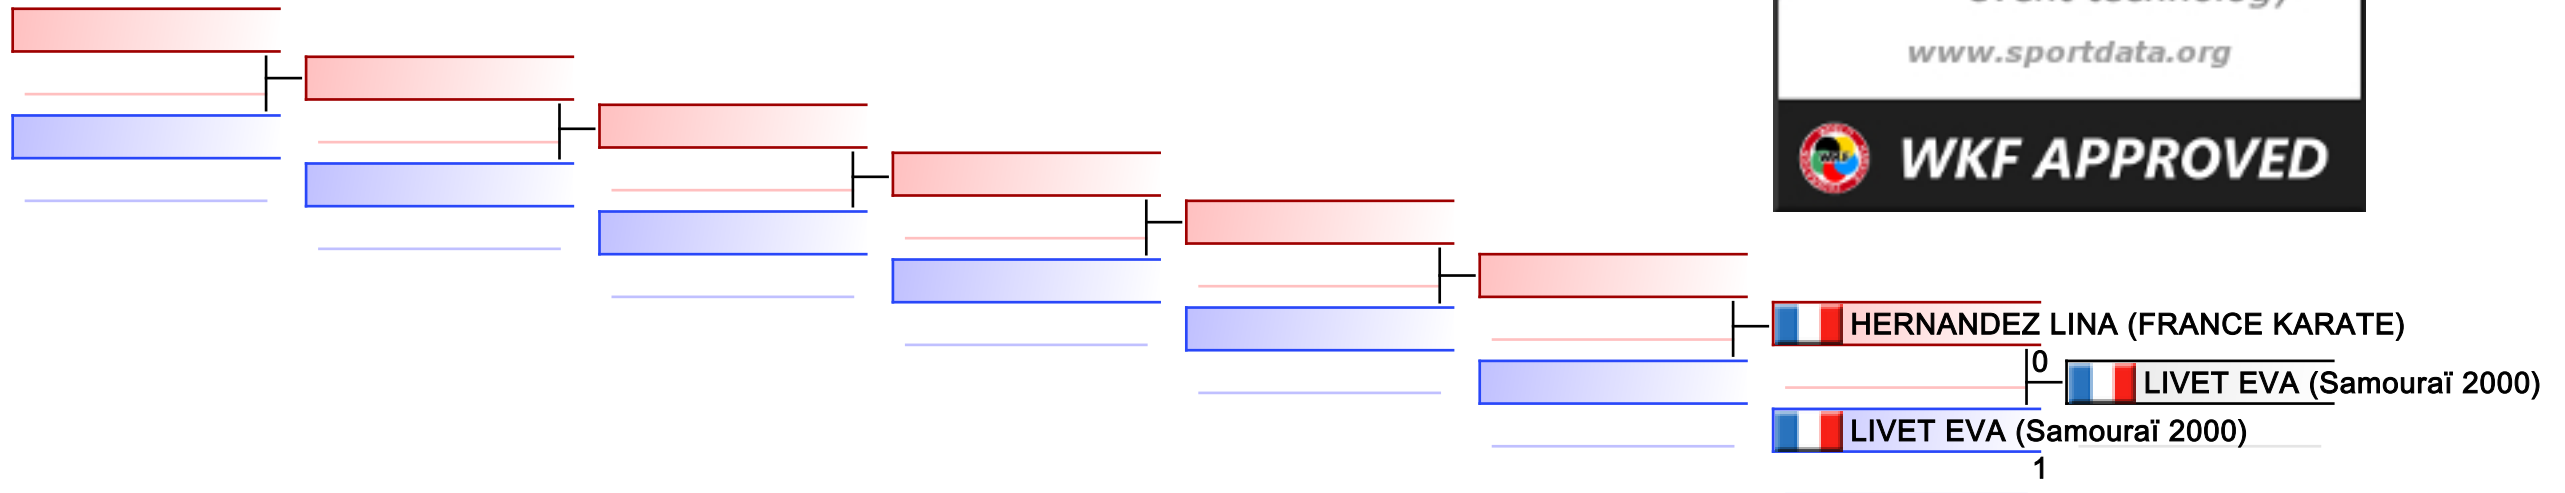 www.sportdata.org
WKF APPROVED
HERNANDEZ LINA (FRANCE KARATE)
0
LIVET EVA (Samouraï 2000)
LIVET EVA (Samouraï 2000)
1